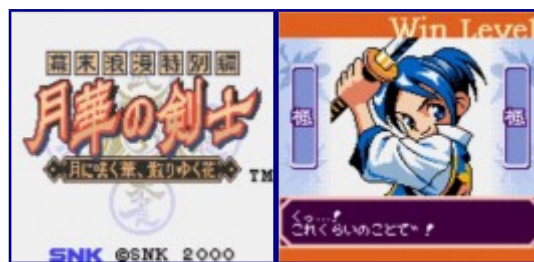 幕末浪漫特別編
月華の剣士
月に咲く華、散りゆく花
TM
SNK ©SNK 2000
Win Level
極
極
くっ…!
これくらいのことで!